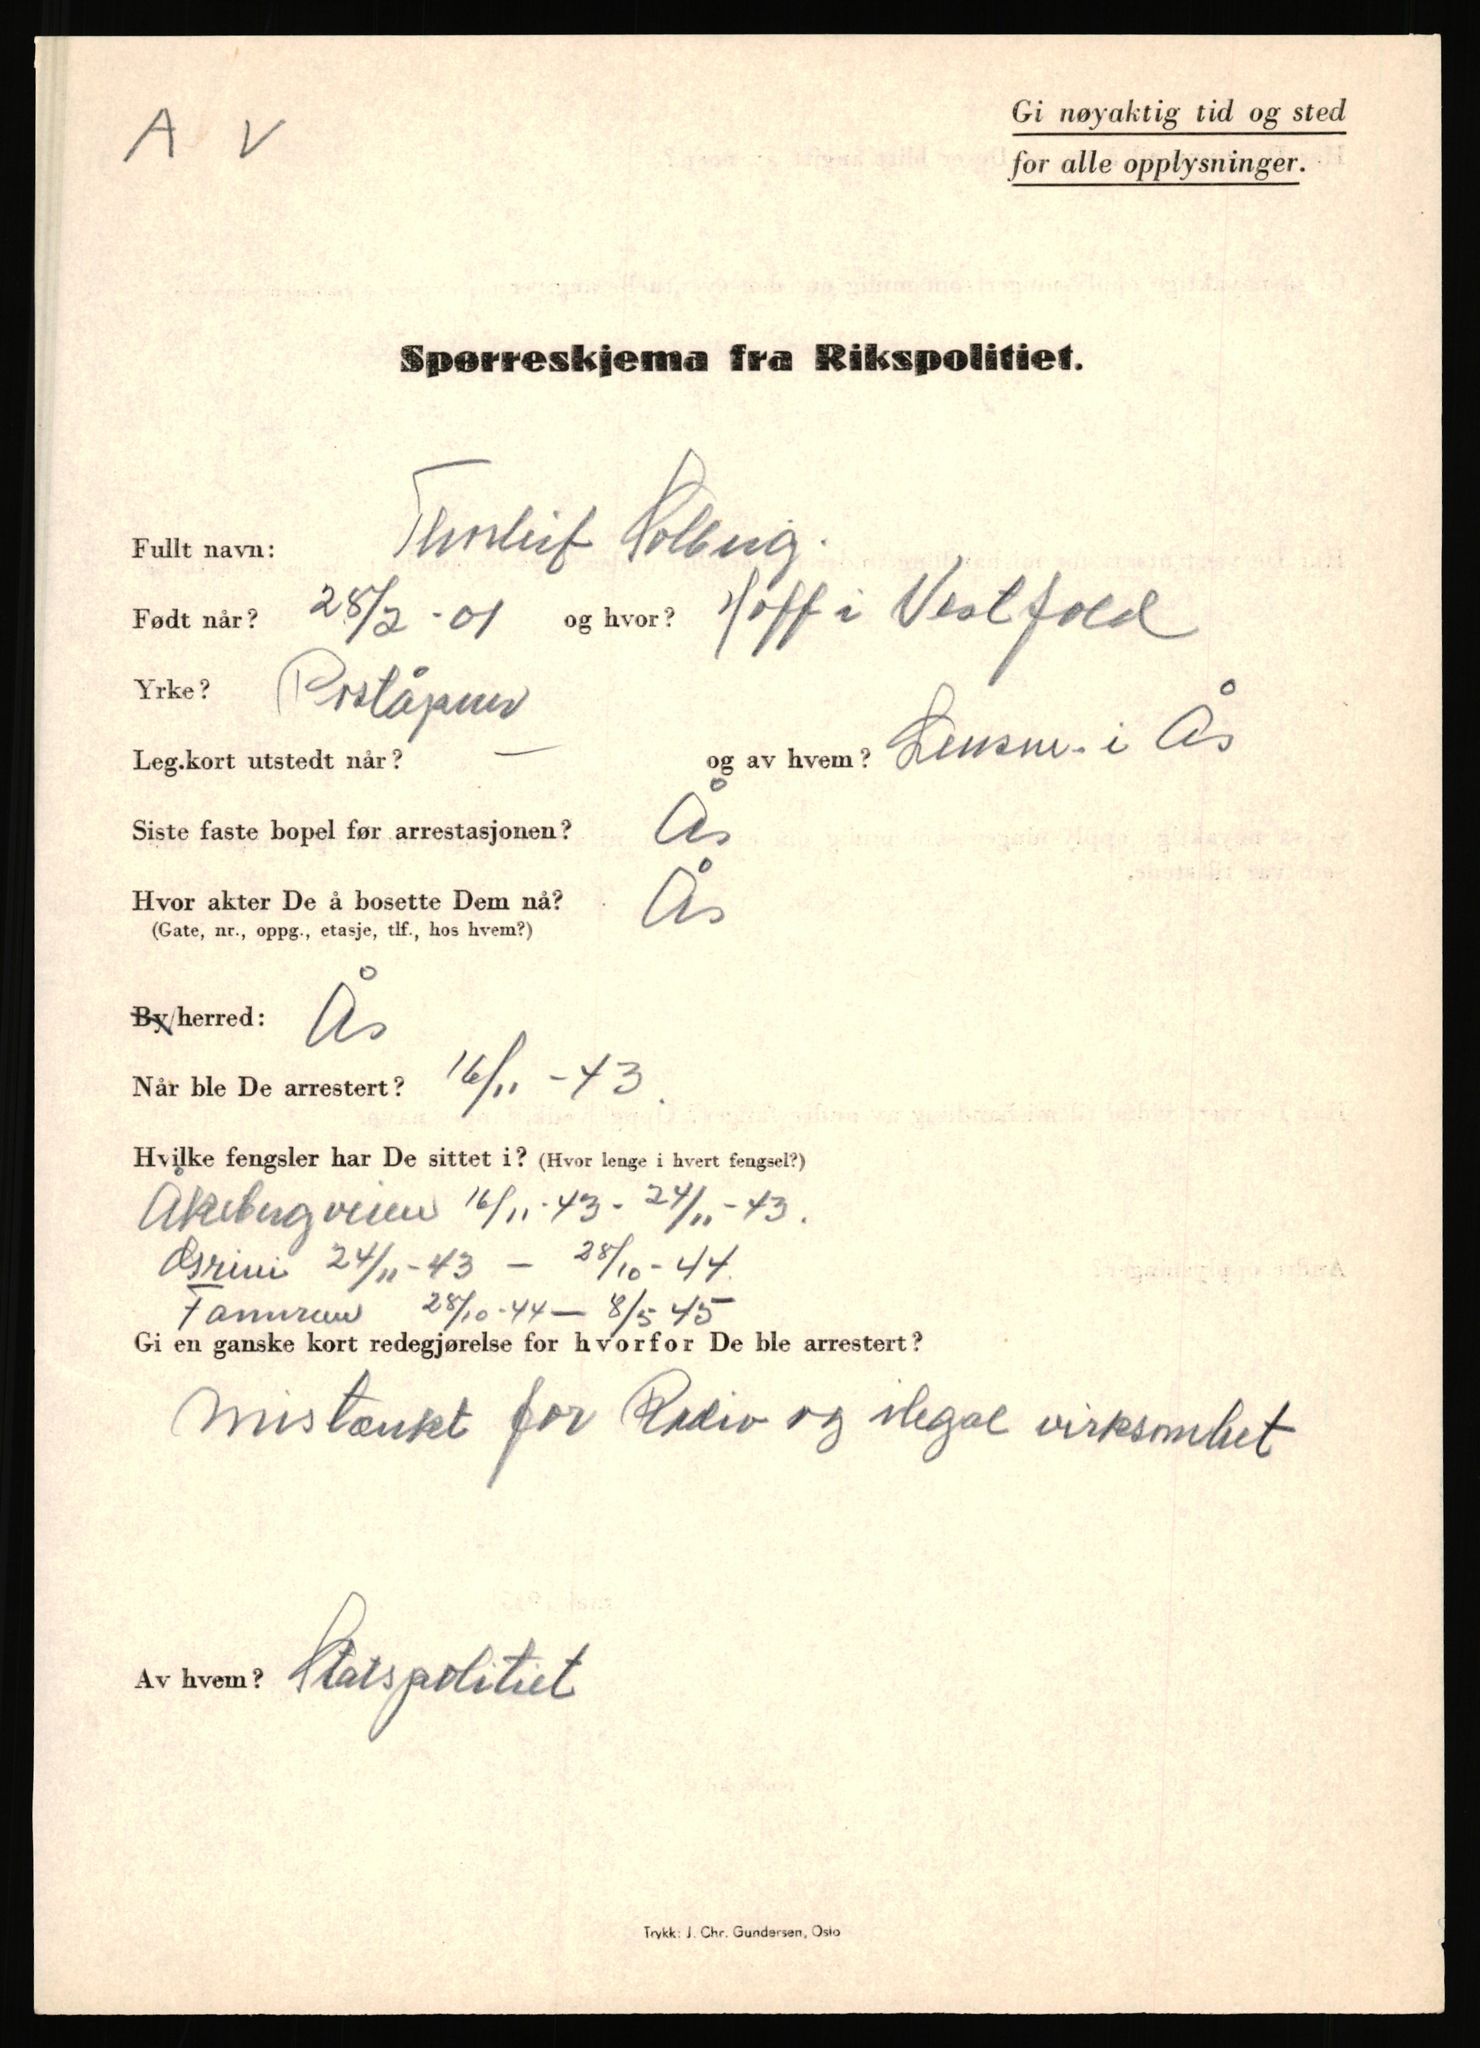 A V
Gi nøyaktig tid og sted
for alle opplysninger.
Spørreskjema fra Rikspolitiet.
Fullt navn: Thorleif Solberg.
Født når? 28/2 - 01 og hvor? Hoff i Vestfold
Yrke? Poståpner
Leg.kort utstedt når? — og av hvem? Lensm. i Ås
Siste faste bopel før arrestasjonen? Ås
Hvor akter De å bosette Dem nå? Ås
(Gate, nr., oppg., etasje, tlf., hos hvem?)
By/herred: Ås
Når ble De arrestert? 16/11 - 43.
Hvilke fengsler har De sittet i? (Hvor lenge i hvert fengsel?)
Åkebergveien 16/11 - 43 - 24/11 - 43.
Grini 24/11 - 43 — 28/10 - 44.
28/10 - 44 — 8/5 45
Gi en ganske kort redegjørelse for hvorfor De ble arrestert?
Mistænkt for Radio og ilegal virksomhet
Av hvem? Statspolitiet
Trykk: J. Chr. Gundersen, Oslo